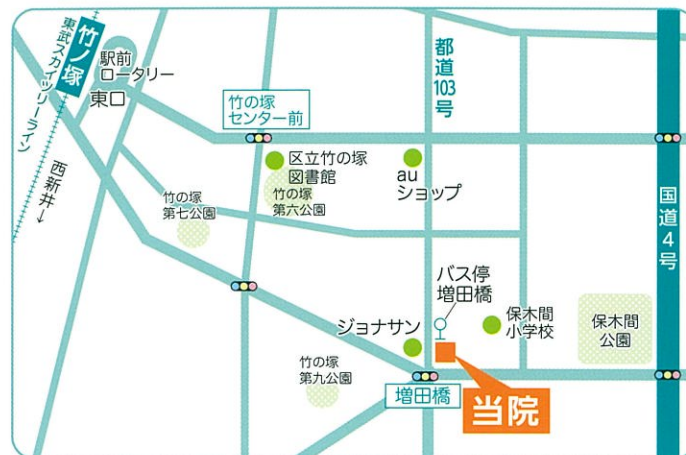 竹ノ塚
東武スカイツリーライン
西新井→
駅前
ロータリー
東口
竹の塚
センター前
区立竹の塚
図書館
竹の塚
第六公園
竹の塚
第七公園
au
ショップ
都道103号
国道4号
バス停
増田橋
ジョナサン
保木間
小学校
保木間
公園
竹の塚
第九公園
増田橋
当院